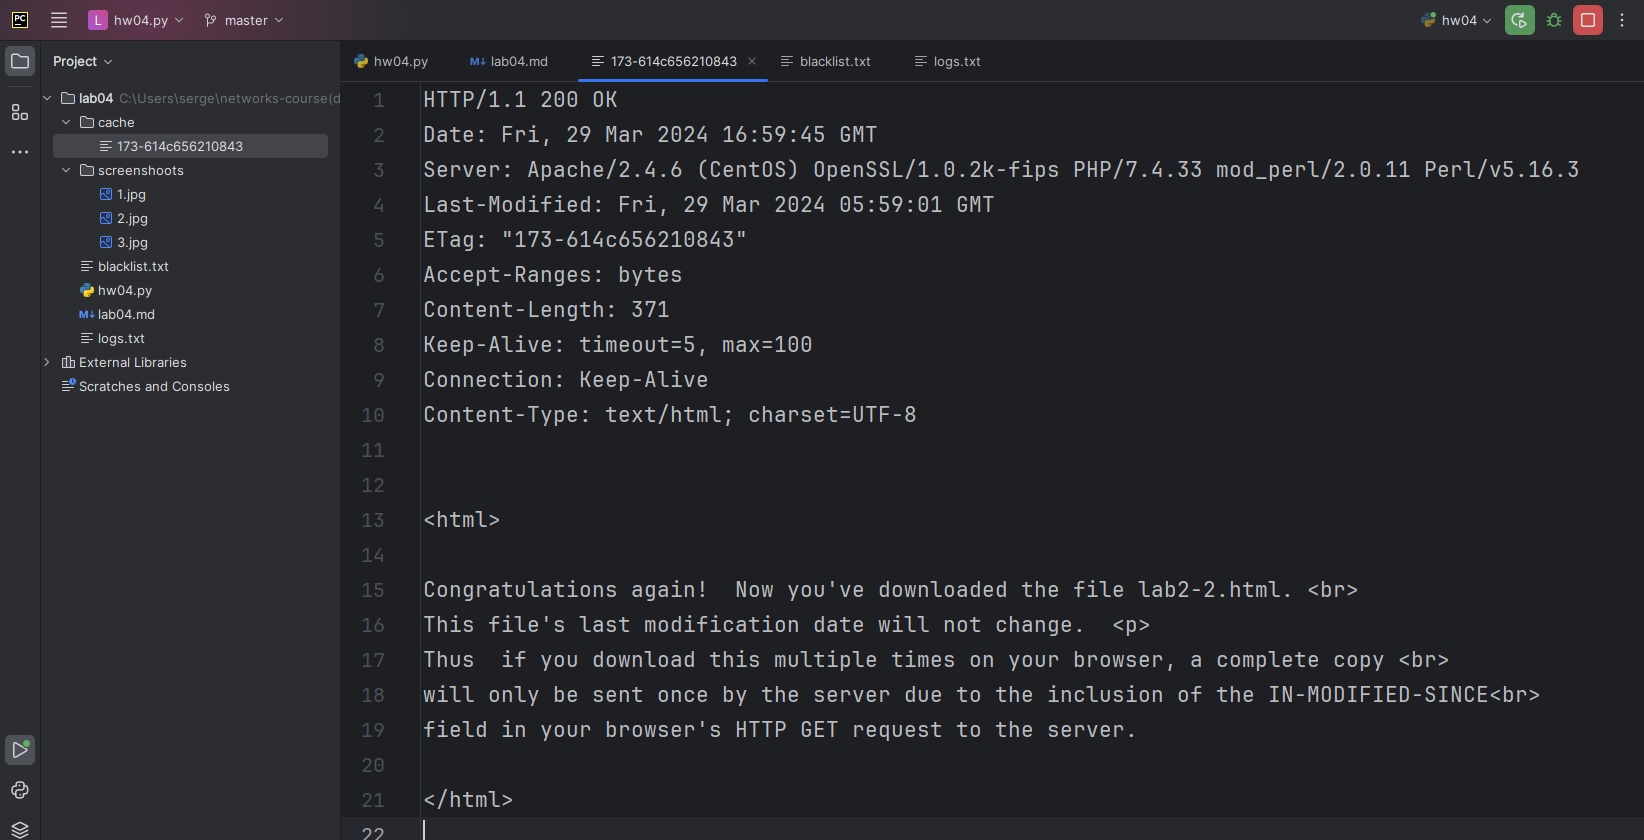 PC L hw04.py master hw04
Project
lab04 C:\Users\serge\networks-course(d
cache
173-614c656210843
screenshoots
1.jpg
2.jpg
3.jpg
blacklist.txt
hw04.py
M↓ lab04.md
logs.txt
External Libraries
Scratches and Consoles
hw04.py M↓ lab04.md 173-614c656210843 × blacklist.txt logs.txt
1 HTTP/1.1 200 OK
2 Date: Fri, 29 Mar 2024 16:59:45 GMT
3 Server: Apache/2.4.6 (CentOS) OpenSSL/1.0.2k-fips PHP/7.4.33 mod_perl/2.0.11 Perl/v5.16.3
4 Last-Modified: Fri, 29 Mar 2024 05:59:01 GMT
5 ETag: "173-614c656210843"
6 Accept-Ranges: bytes
7 Content-Length: 371
8 Keep-Alive: timeout=5, max=100
9 Connection: Keep-Alive
10 Content-Type: text/html; charset=UTF-8
11
12
13 <html>
14
15 Congratulations again!  Now you've downloaded the file lab2-2.html. <br>
16 This file's last modification date will not change.  <p>
17 Thus  if you download this multiple times on your browser, a complete copy <br>
18 will only be sent once by the server due to the inclusion of the IN-MODIFIED-SINCE<br>
19 field in your browser's HTTP GET request to the server.
20
21 </html>
22